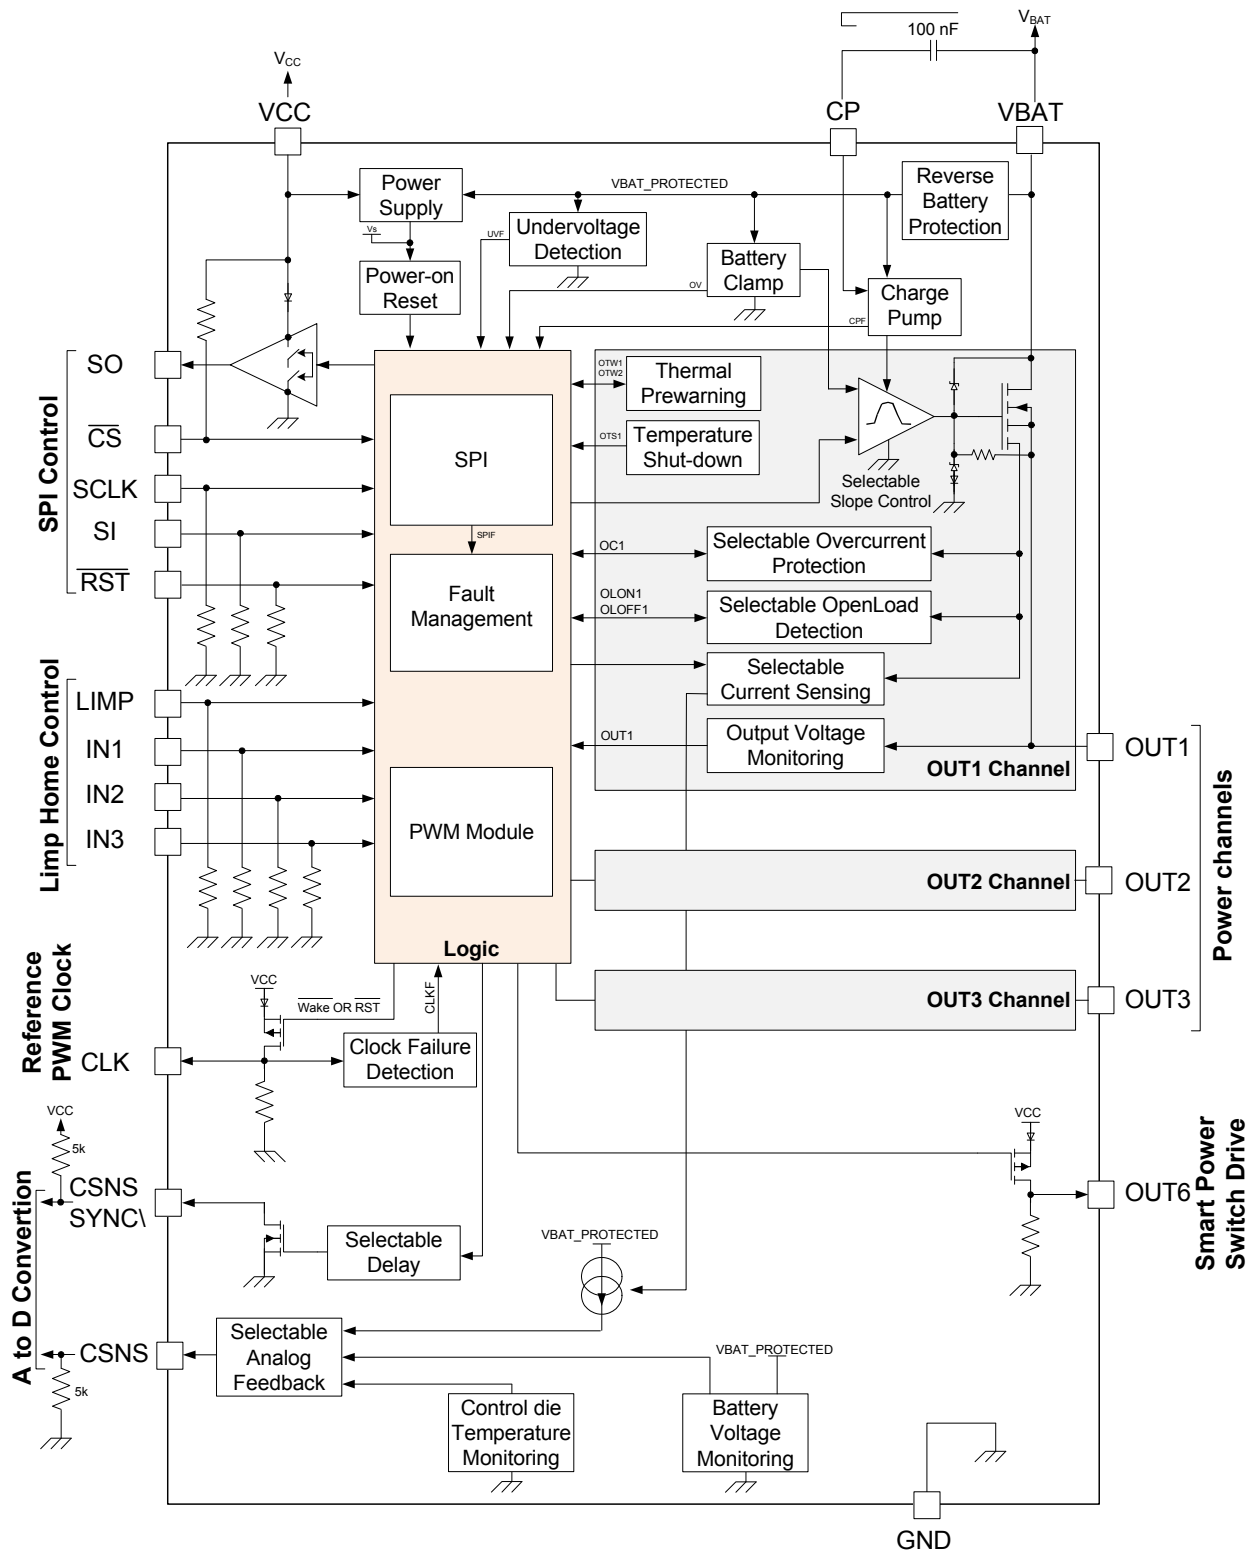 VBAT
100 nF
VCC
VCC
CP
VBAT
Power
Supply
VBAT_PROTECTED
Reverse
Battery
Protection
Vs
UVF
Undervoltage
Detection
Power-on
Reset
OV
Battery
Clamp
CPF
Charge
Pump
SPI Control
SO
CS
SCLK
SI
RST
SPI
SPIF
Fault
Management
PWM Module
Logic
OTW1
OTW2
Thermal
Prewarning
OTS1
Temperature
Shut-down
Selectable
Slope Control
OC1
Selectable Overcurrent
Protection
OLON1
OLOFF1
Selectable OpenLoad
Detection
Selectable
Current Sensing
OUT1
Output Voltage
Monitoring
OUT1 Channel
OUT1
Limp Home Control
LIMP
IN1
IN2
IN3
OUT2 Channel
OUT2
OUT3 Channel
OUT3
Power channels
Reference
PWM Clock
CLK
VCC
Wake OR RST
CLKF
Clock Failure
Detection
VCC
5k
A to D Convertion
CSNS
SYNC\
Selectable
Delay
VBAT_PROTECTED
VCC
OUT6
Smart Power
Switch Drive
CSNS
5k
Selectable
Analog
Feedback
VBAT_PROTECTED
Control die
Temperature
Monitoring
Battery
Voltage
Monitoring
GND